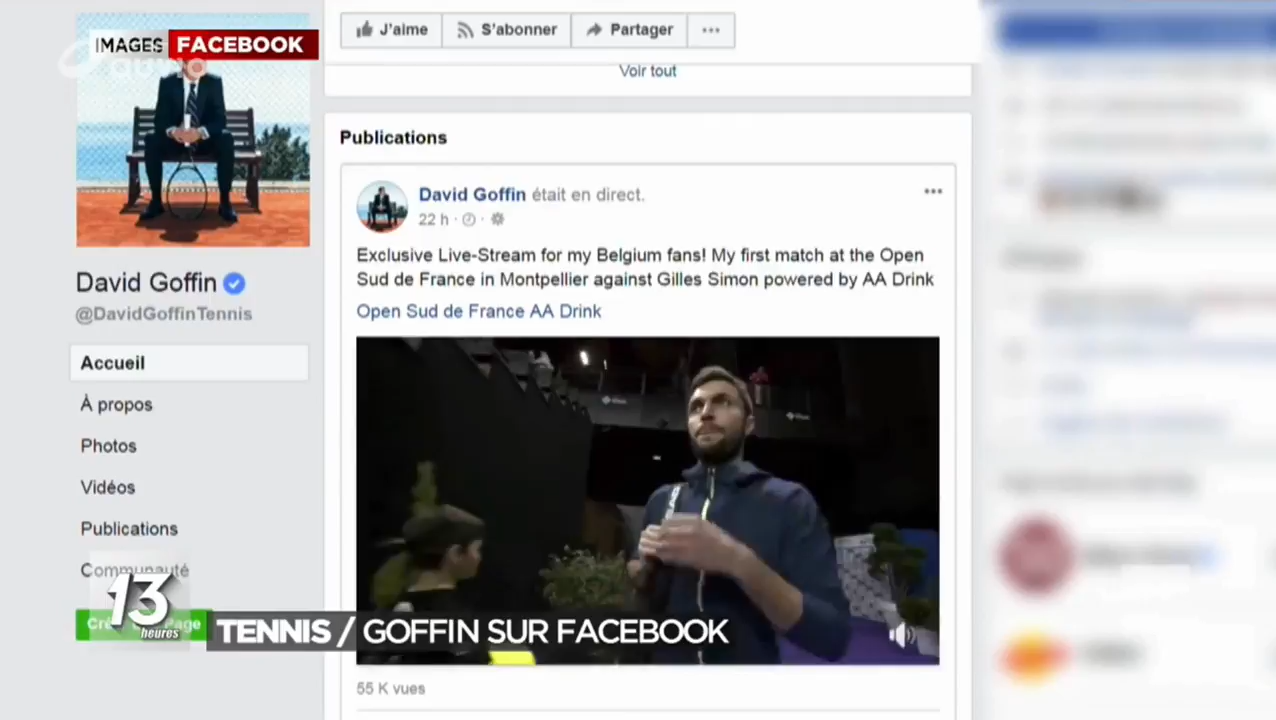 IMAGES FACEBOOK
J'aime
S'abonner
Partager
Voir tout
Publications
David Goffin était en direct.
22 h
Exclusive Live-Stream for my Belgium fans! My first match at the Open
Sud de France in Montpellier against Gilles Simon powered by AA Drink
Open Sud de France AA Drink
David Goffin
@DavidGoffinTennis
Accueil
À propos
Photos
Vidéos
Publications
Communauté
13
heures
TENNIS / GOFFIN SUR FACEBOOK
55 K vues